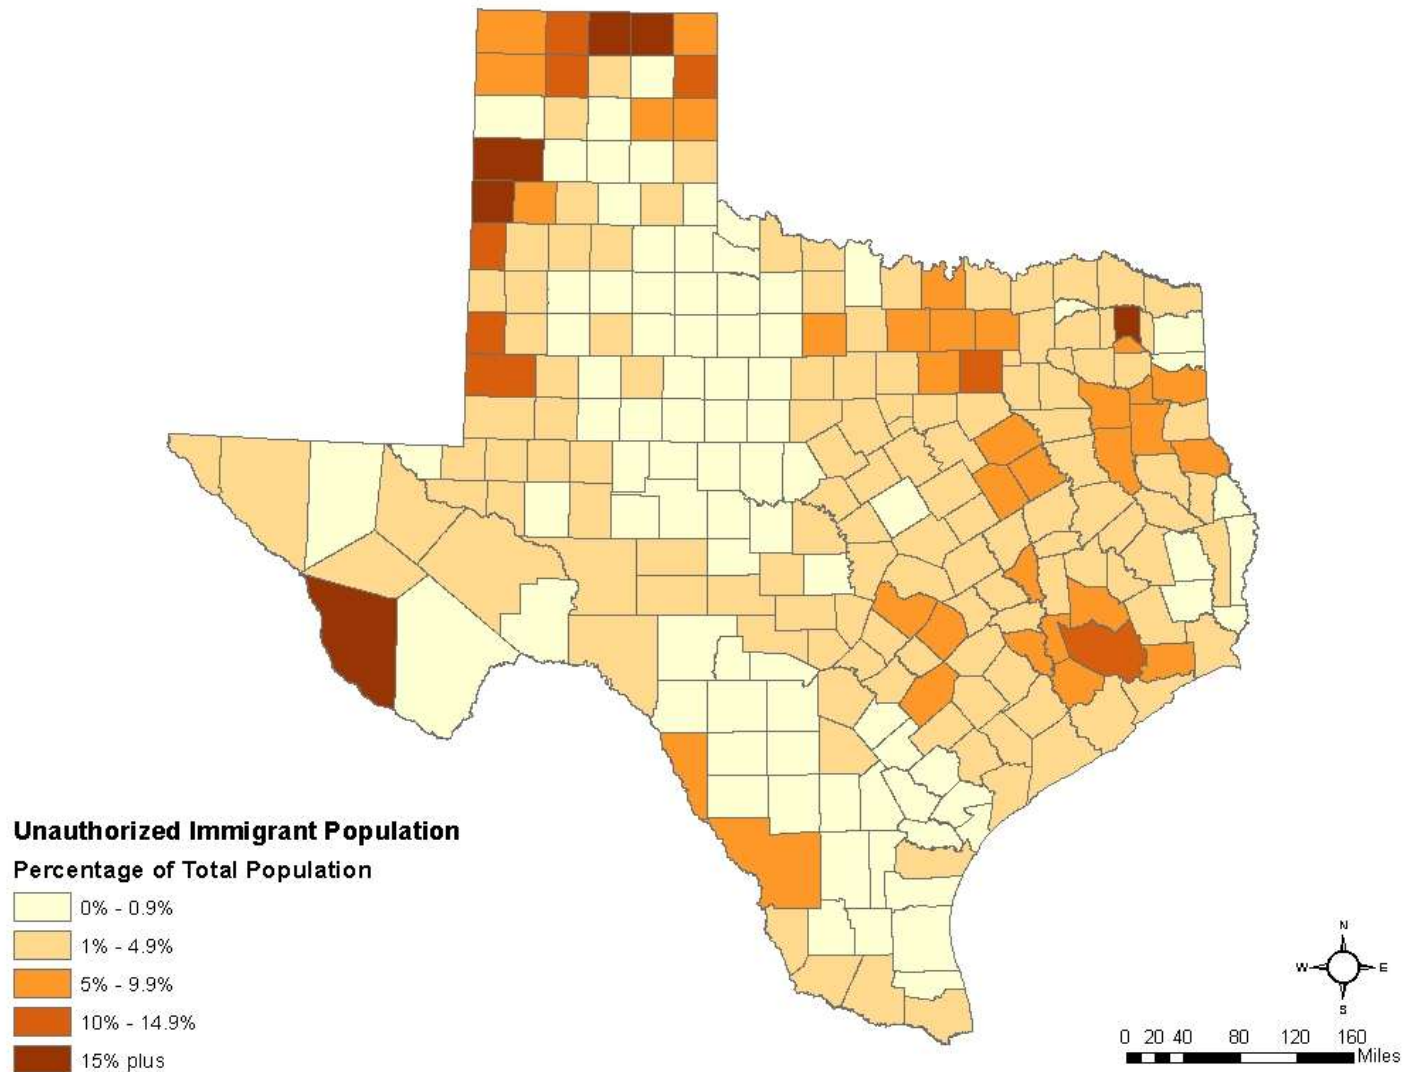 Unauthorized Immigrant Population
Percentage of Total Population
0% - 0.9%
1% - 4.9%
5% - 9.9%
10% - 14.9%
15% plus
N
W E
S
0 20 40 80 120 160
Miles